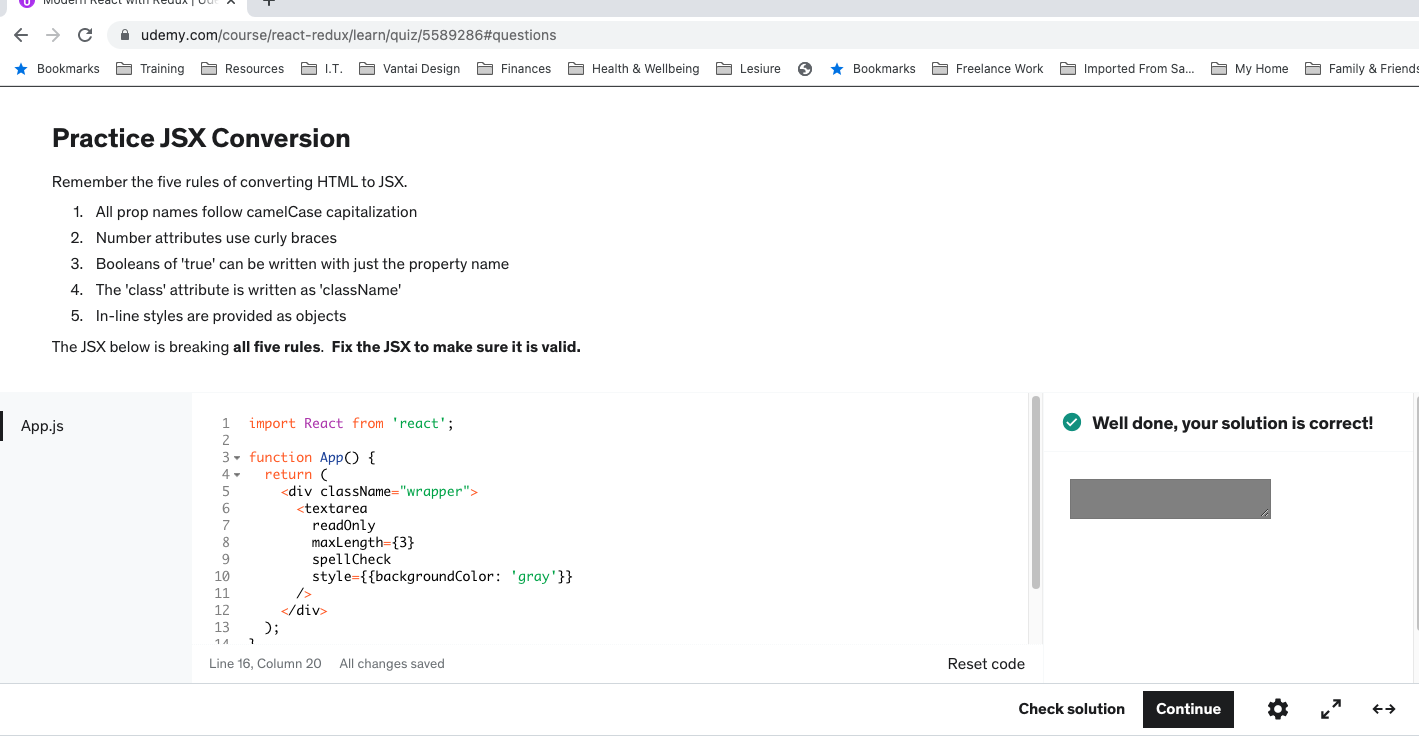 Modern React with Redux | Ude
udemy.com/course/react-redux/learn/quiz/5589286#questions
Bookmarks Training Resources I.T. Vantai Design Finances Health & Wellbeing Lesiure Bookmarks Freelance Work Imported From Sa... My Home Family & Friends
Practice JSX Conversion
Remember the five rules of converting HTML to JSX.
1. All prop names follow camelCase capitalization
2. Number attributes use curly braces
3. Booleans of 'true' can be written with just the property name
4. The 'class' attribute is written as 'className'
5. In-line styles are provided as objects
The JSX below is breaking all five rules. Fix the JSX to make sure it is valid.
App.js
1 import React from 'react';
2
3 function App() {
4 return (
5 <div className="wrapper">
6 <textarea
7 readOnly
8 maxLength={3}
9 spellCheck
10 style={{backgroundColor: 'gray'}}
11 />
12 </div>
13 );
14 }
Line 16, Column 20 All changes saved
Reset code
Well done, your solution is correct!
Check solution Continue